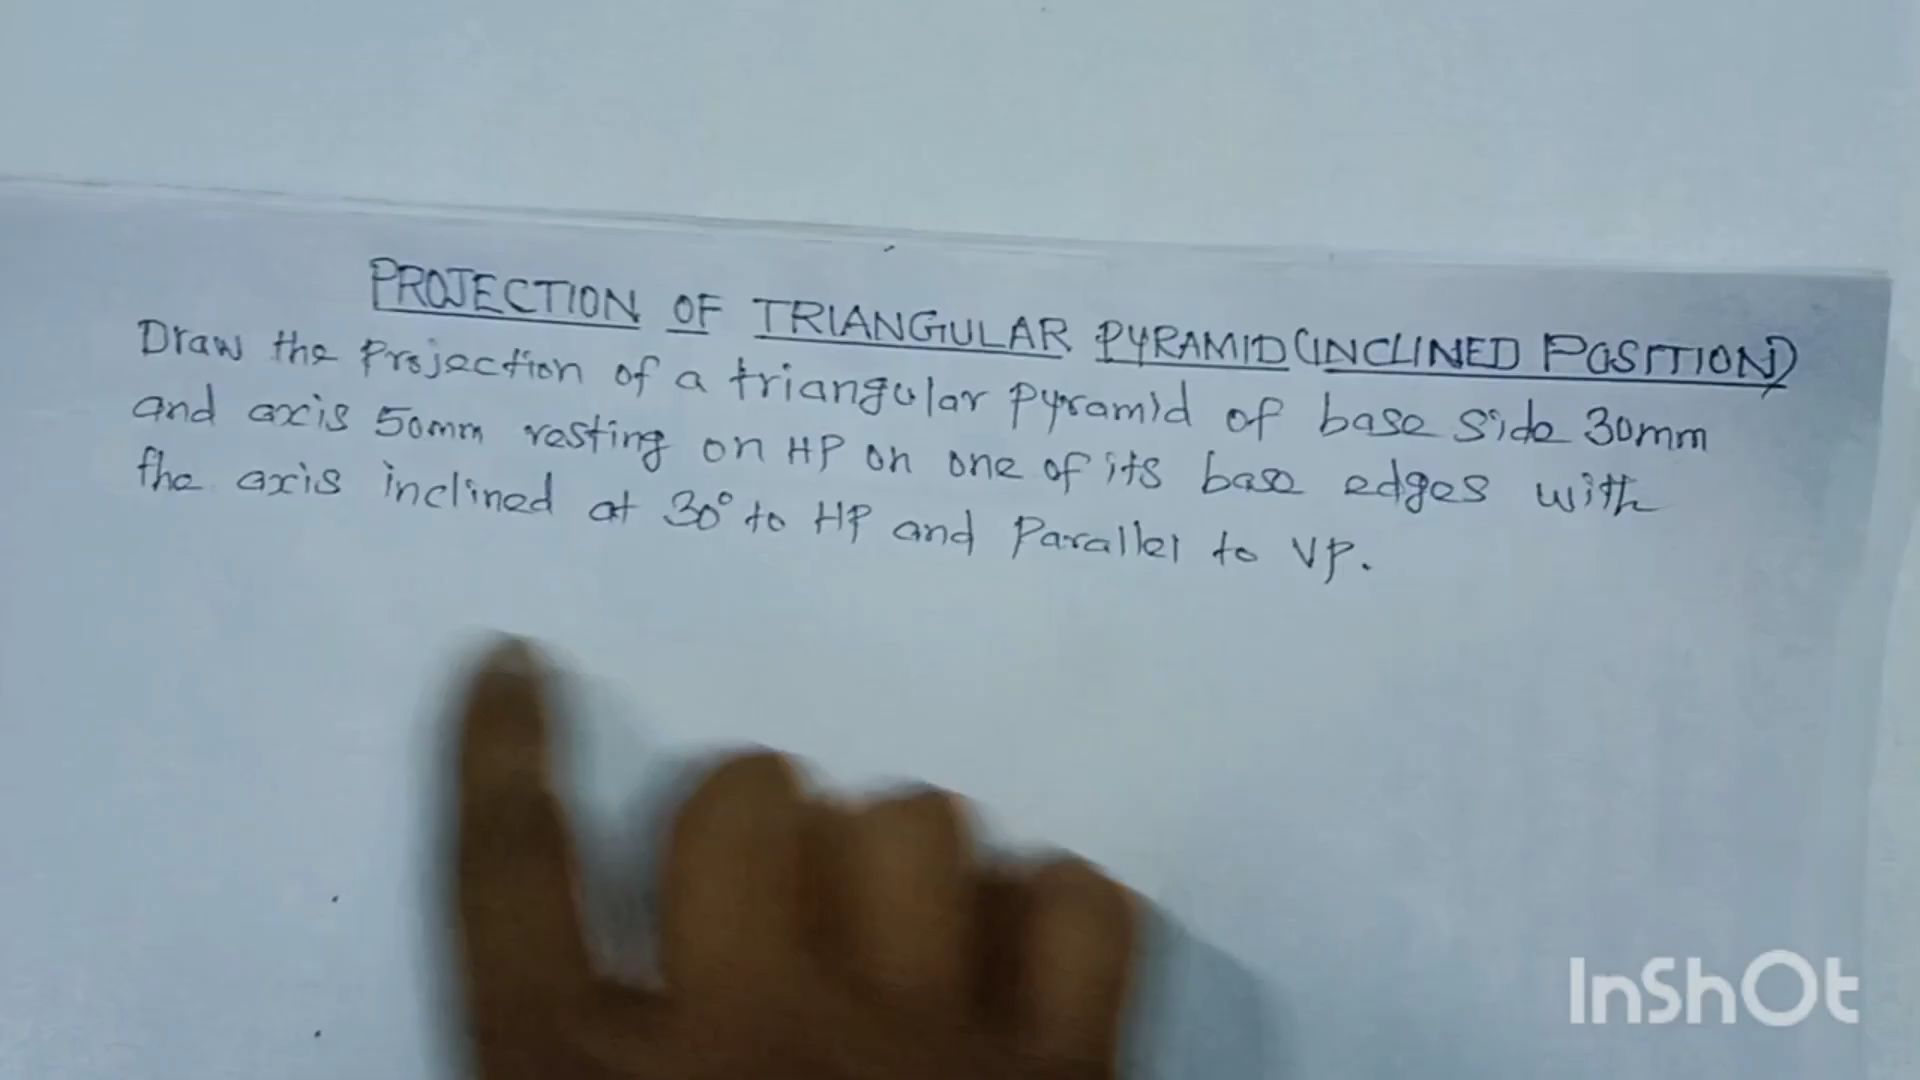 PROJECTION OF TRIANGULAR PYRAMID (INCLINED POSITION)
Draw the Projection of a triangular pyramid of base side 30mm
and axis 50mm resting on HP on one of its base edges with
the axis inclined at 30° to HP and Parallel to VP.
InShOt